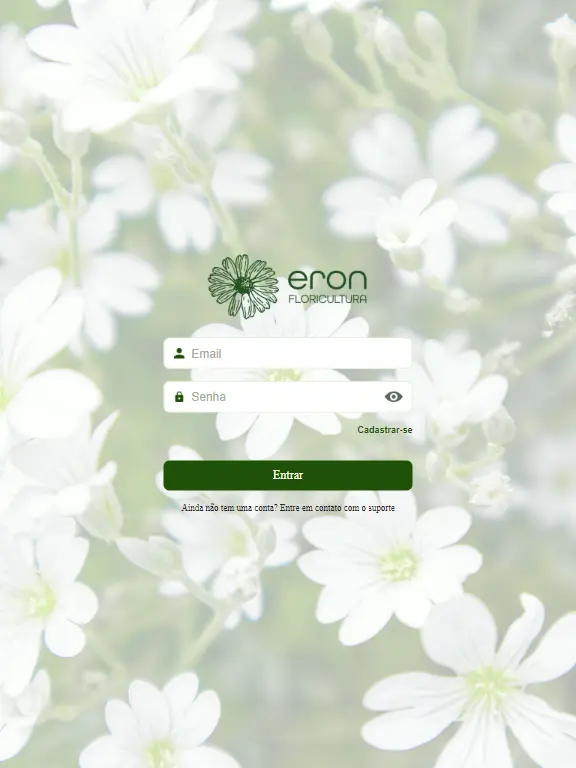 eron
FLORICULTURA
Email
Senha
Cadastrar-se
Entrar
Ainda não tem uma conta? Entre em contato com o suporte